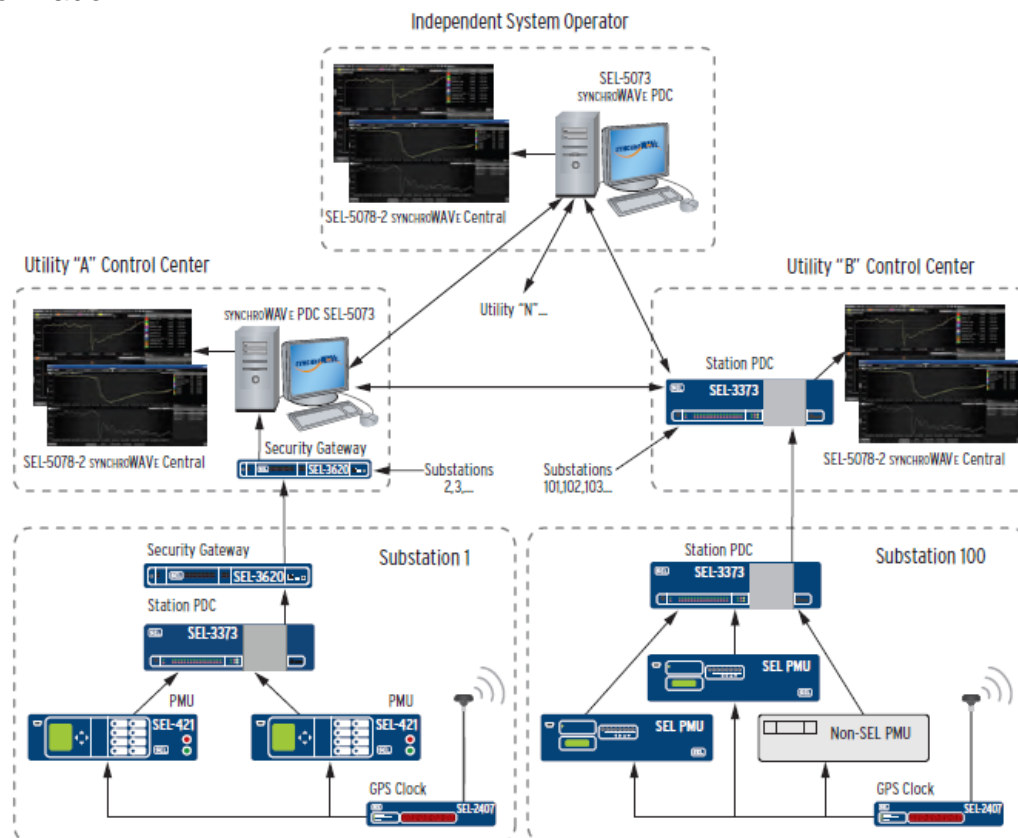 Independent System Operator
SEL-5073
SYNCHROWAVE PDC
SEL-5078-2 SYNCHROWAVE Central
Utility "A" Control Center
Utility "B" Control Center
SYNCHROWAVE PDC SEL-5073
Utility "N"...
Station PDC
SEL-3373
Security Gateway
SEL-3620
SEL-5078-2 SYNCHROWAVE Central
Substations
2,3,...
Substations
101,102,103...
SEL-5078-2 SYNCHROWAVE Central
Substation 1
Security Gateway
SEL-3620
Station PDC
SEL-3373
PMU
SEL-421
PMU
SEL-421
GPS Clock
SEL-2407
Substation 100
Station PDC
SEL-3373
SEL PMU
SEL PMU
Non-SEL PMU
GPS Clock
SEL-2407